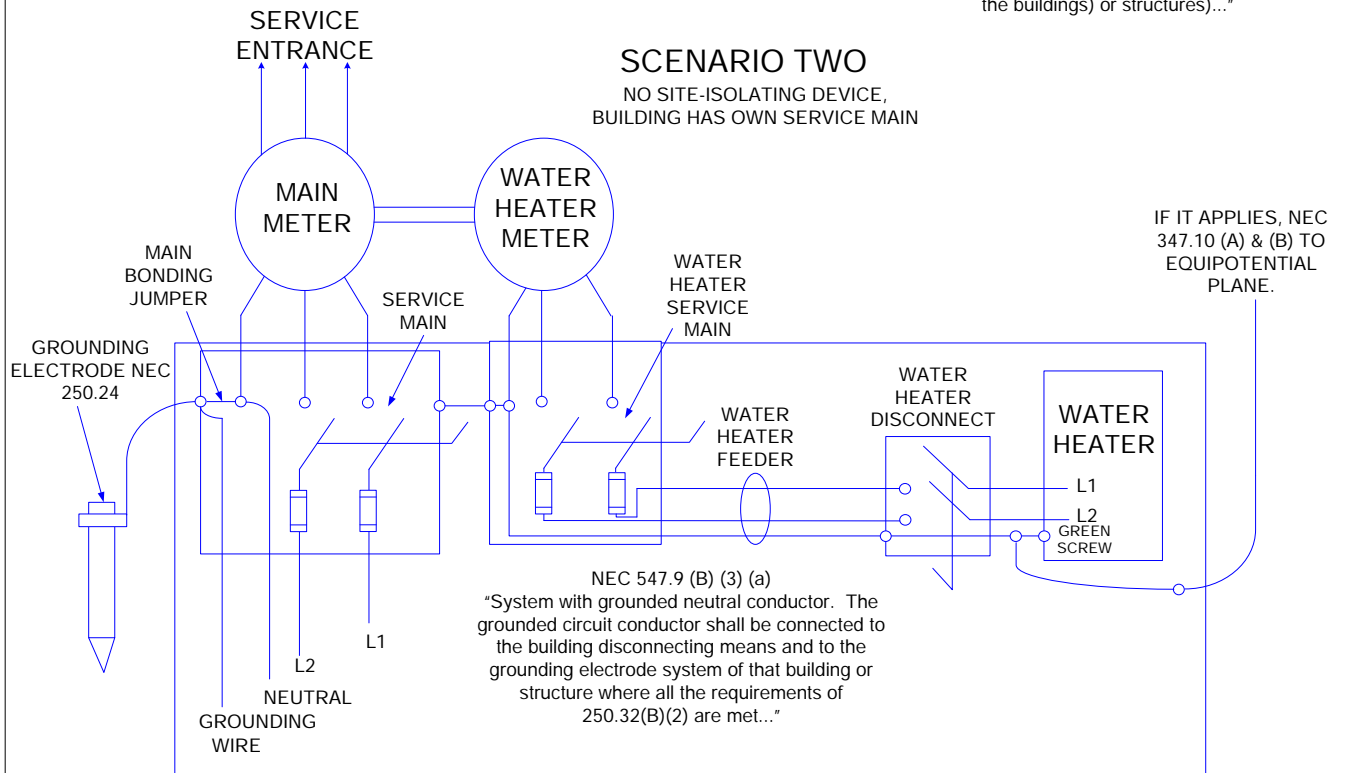 the buildings) or structures)..."
SERVICE
ENTRANCE
SCENARIO TWO
NO SITE-ISOLATING DEVICE,
BUILDING HAS OWN SERVICE MAIN
MAIN
METER
WATER
HEATER
METER
IF IT APPLIES, NEC
347.10 (A) & (B) TO
EQUIPOTENTIAL
PLANE.
MAIN
BONDING
JUMPER
SERVICE
MAIN
WATER
HEATER
SERVICE
MAIN
GROUNDING
ELECTRODE NEC
250.24
WATER
HEATER
DISCONNECT
WATER
HEATER
WATER
HEATER
FEEDER
L1
L2
GREEN
SCREW
NEC 547.9 (B) (3) (a)
"System with grounded neutral conductor. The
grounded circuit conductor shall be connected to
the building disconnecting means and to the
grounding electrode system of that building or
structure where all the requirements of
250.32(B)(2) are met..."
L1
L2
NEUTRAL
GROUNDING
WIRE